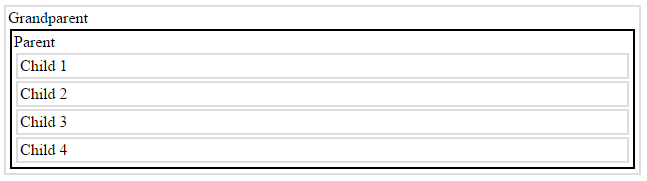 Grandparent
Parent
Child 1
Child 2
Child 3
Child 4